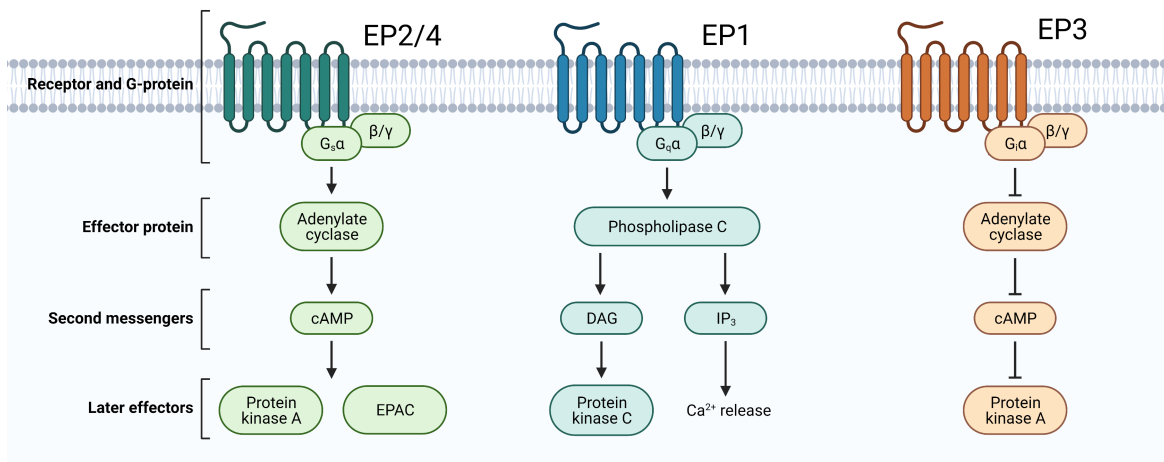 EP2/4
EP1
EP3
Receptor and G-protein
β/γ
Gₛα
β/γ
G_qα
β/γ
Gᵢα
Effector protein
Adenylate
cyclase
Phospholipase C
Adenylate
cyclase
Second messengers
cAMP
DAG
IP₃
cAMP
Later effectors
Protein
kinase A
EPAC
Protein
kinase C
Ca²⁺ release
Protein
kinase A